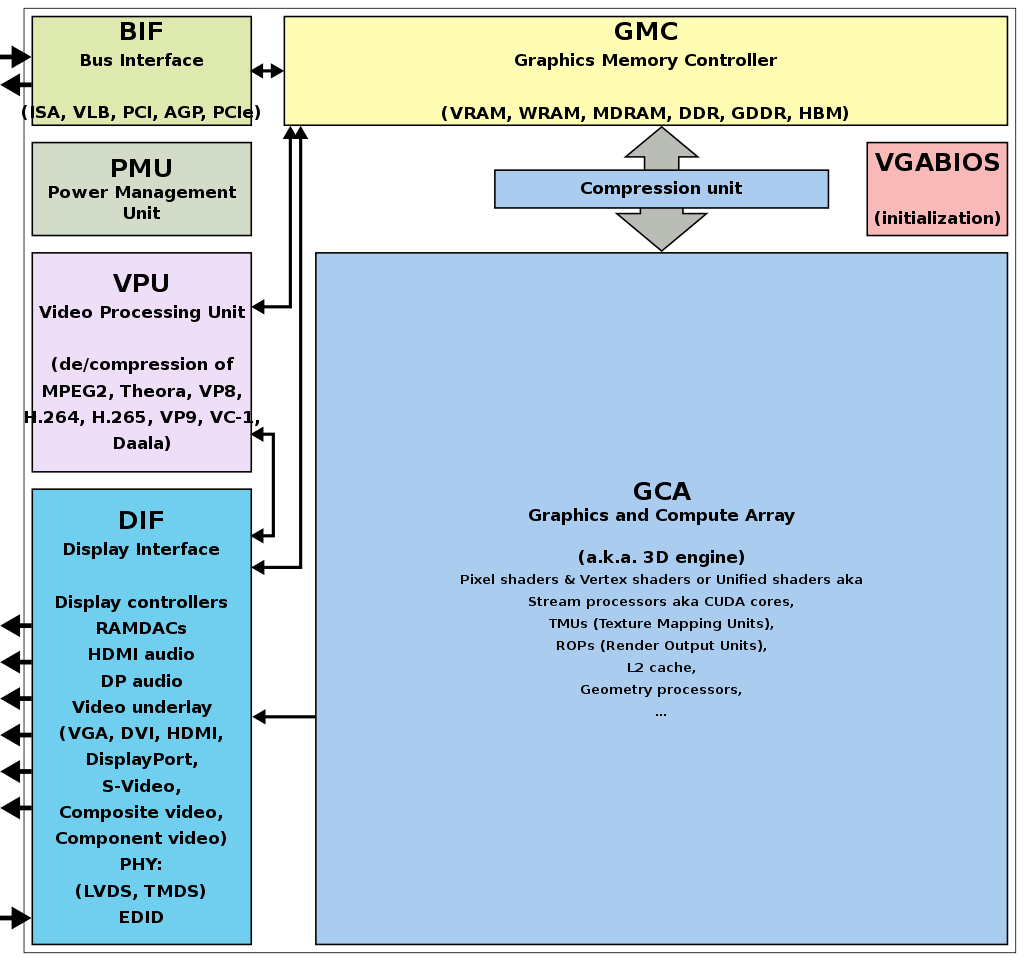 BIF
Bus Interface
(ISA, VLB, PCI, AGP, PCIe)
GMC
Graphics Memory Controller
(VRAM, WRAM, MDRAM, DDR, GDDR, HBM)
PMU
Power Management
Unit
Compression unit
VGABIOS
(initialization)
VPU
Video Processing Unit
(de/compression of
MPEG2, Theora, VP8,
H.264, H.265, VP9, VC-1,
Daala)
DIF
Display Interface
Display controllers
RAMDACs
HDMI audio
DP audio
Video underlay
(VGA, DVI, HDMI,
DisplayPort,
S-Video,
Composite video,
Component video)
PHY:
(LVDS, TMDS)
EDID
GCA
Graphics and Compute Array
(a.k.a. 3D engine)
Pixel shaders & Vertex shaders or Unified shaders aka
Stream processors aka CUDA cores,
TMUs (Texture Mapping Units),
ROPs (Render Output Units),
L2 cache,
Geometry processors,
...